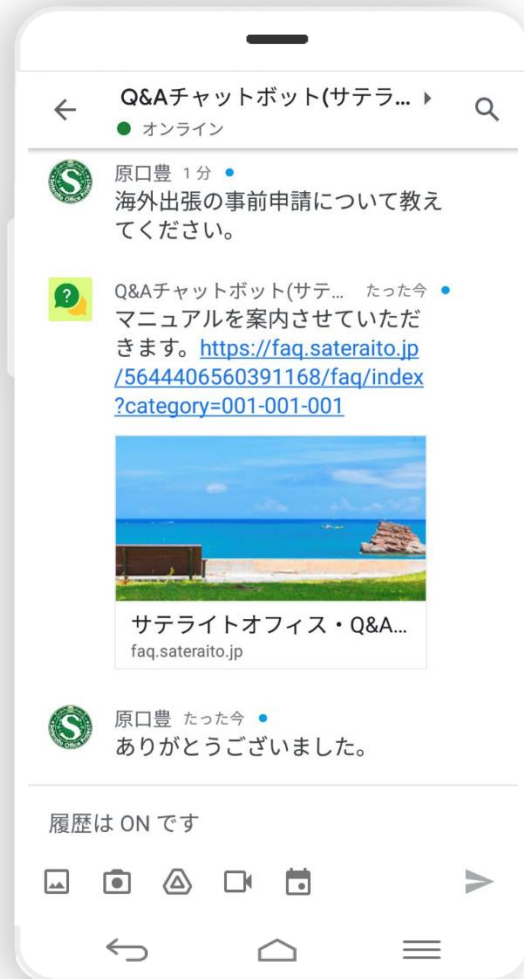 Q&Aチャットボット(サテラ...
オンライン
原口豊 1分
海外出張の事前申請について教え
てください。
Q&Aチャットボット(サテ... たった今
マニュアルを案内させていただ
きます。https://faq.sateraito.jp
/5644406560391168/faq/index
?category=001-001-001
サテライトオフィス・Q&A...
faq.sateraito.jp
原口豊 たった今
ありがとうございました。
履歴は ON です